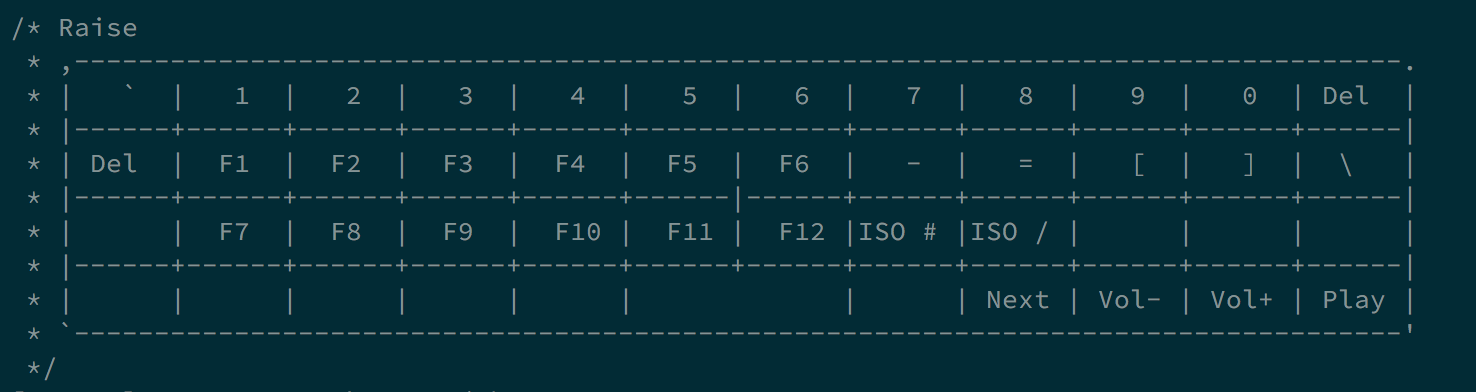 /* Raise
 * ,-----------------------------------------------------------------------------------.
 * |   `  |   1  |   2  |   3  |   4  |   5  |   6  |   7  |   8  |   9  |   0  | Del  |
 * |------+------+------+------+------+-------------+------+------+------+------+------|
 * | Del  |  F1  |  F2  |  F3  |  F4  |  F5  |  F6  |   -  |   =  |   [  |   ]  |  \   |
 * |------+------+------+------+------+------|------+------+------+------+------+------|
 * |      |  F7  |  F8  |  F9  |  F10 |  F11 |  F12 |ISO # |ISO / |      |      |      |
 * |------+------+------+------+------+------+------+------+------+------+------+------|
 * |      |      |      |      |      |             |      | Next | Vol- | Vol+ | Play |
 * `-----------------------------------------------------------------------------------'
 */